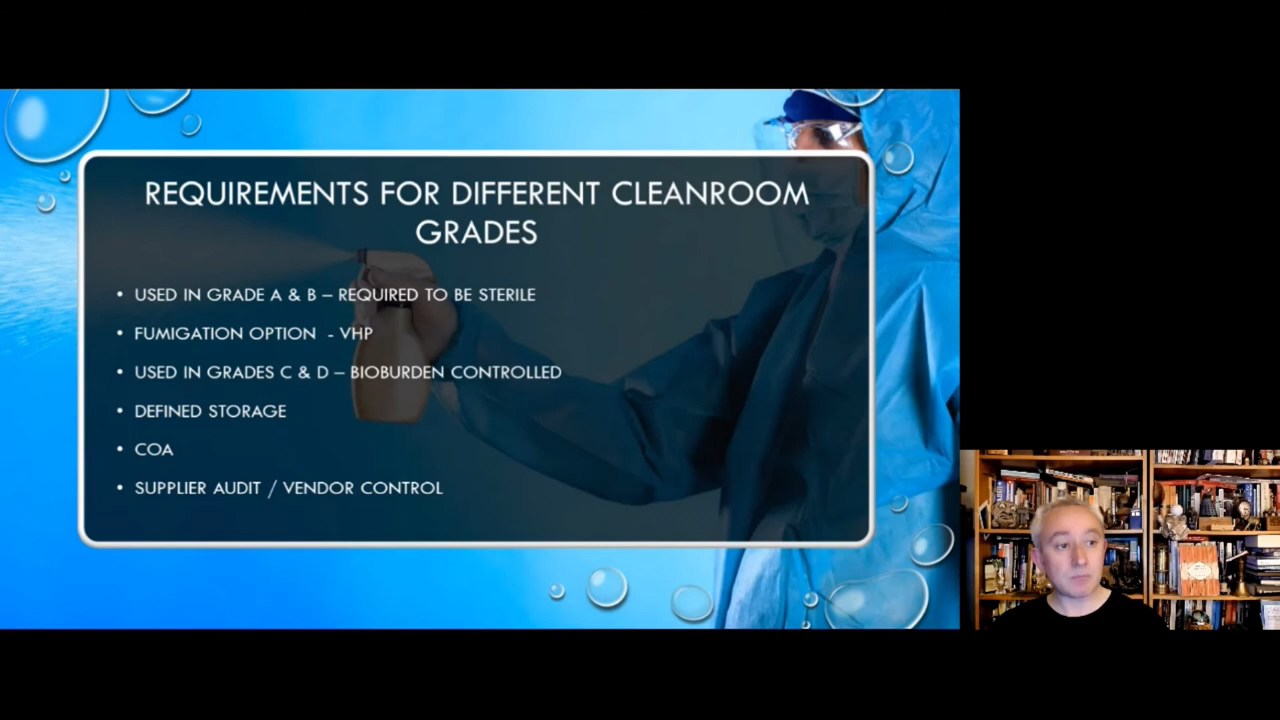 REQUIREMENTS FOR DIFFERENT CLEANROOM
GRADES
• USED IN GRADE A & B – REQUIRED TO BE STERILE
• FUMIGATION OPTION  - VHP
• USED IN GRADES C & D – BIOBURDEN CONTROLLED
• DEFINED STORAGE
• COA
• SUPPLIER AUDIT / VENDOR CONTROL